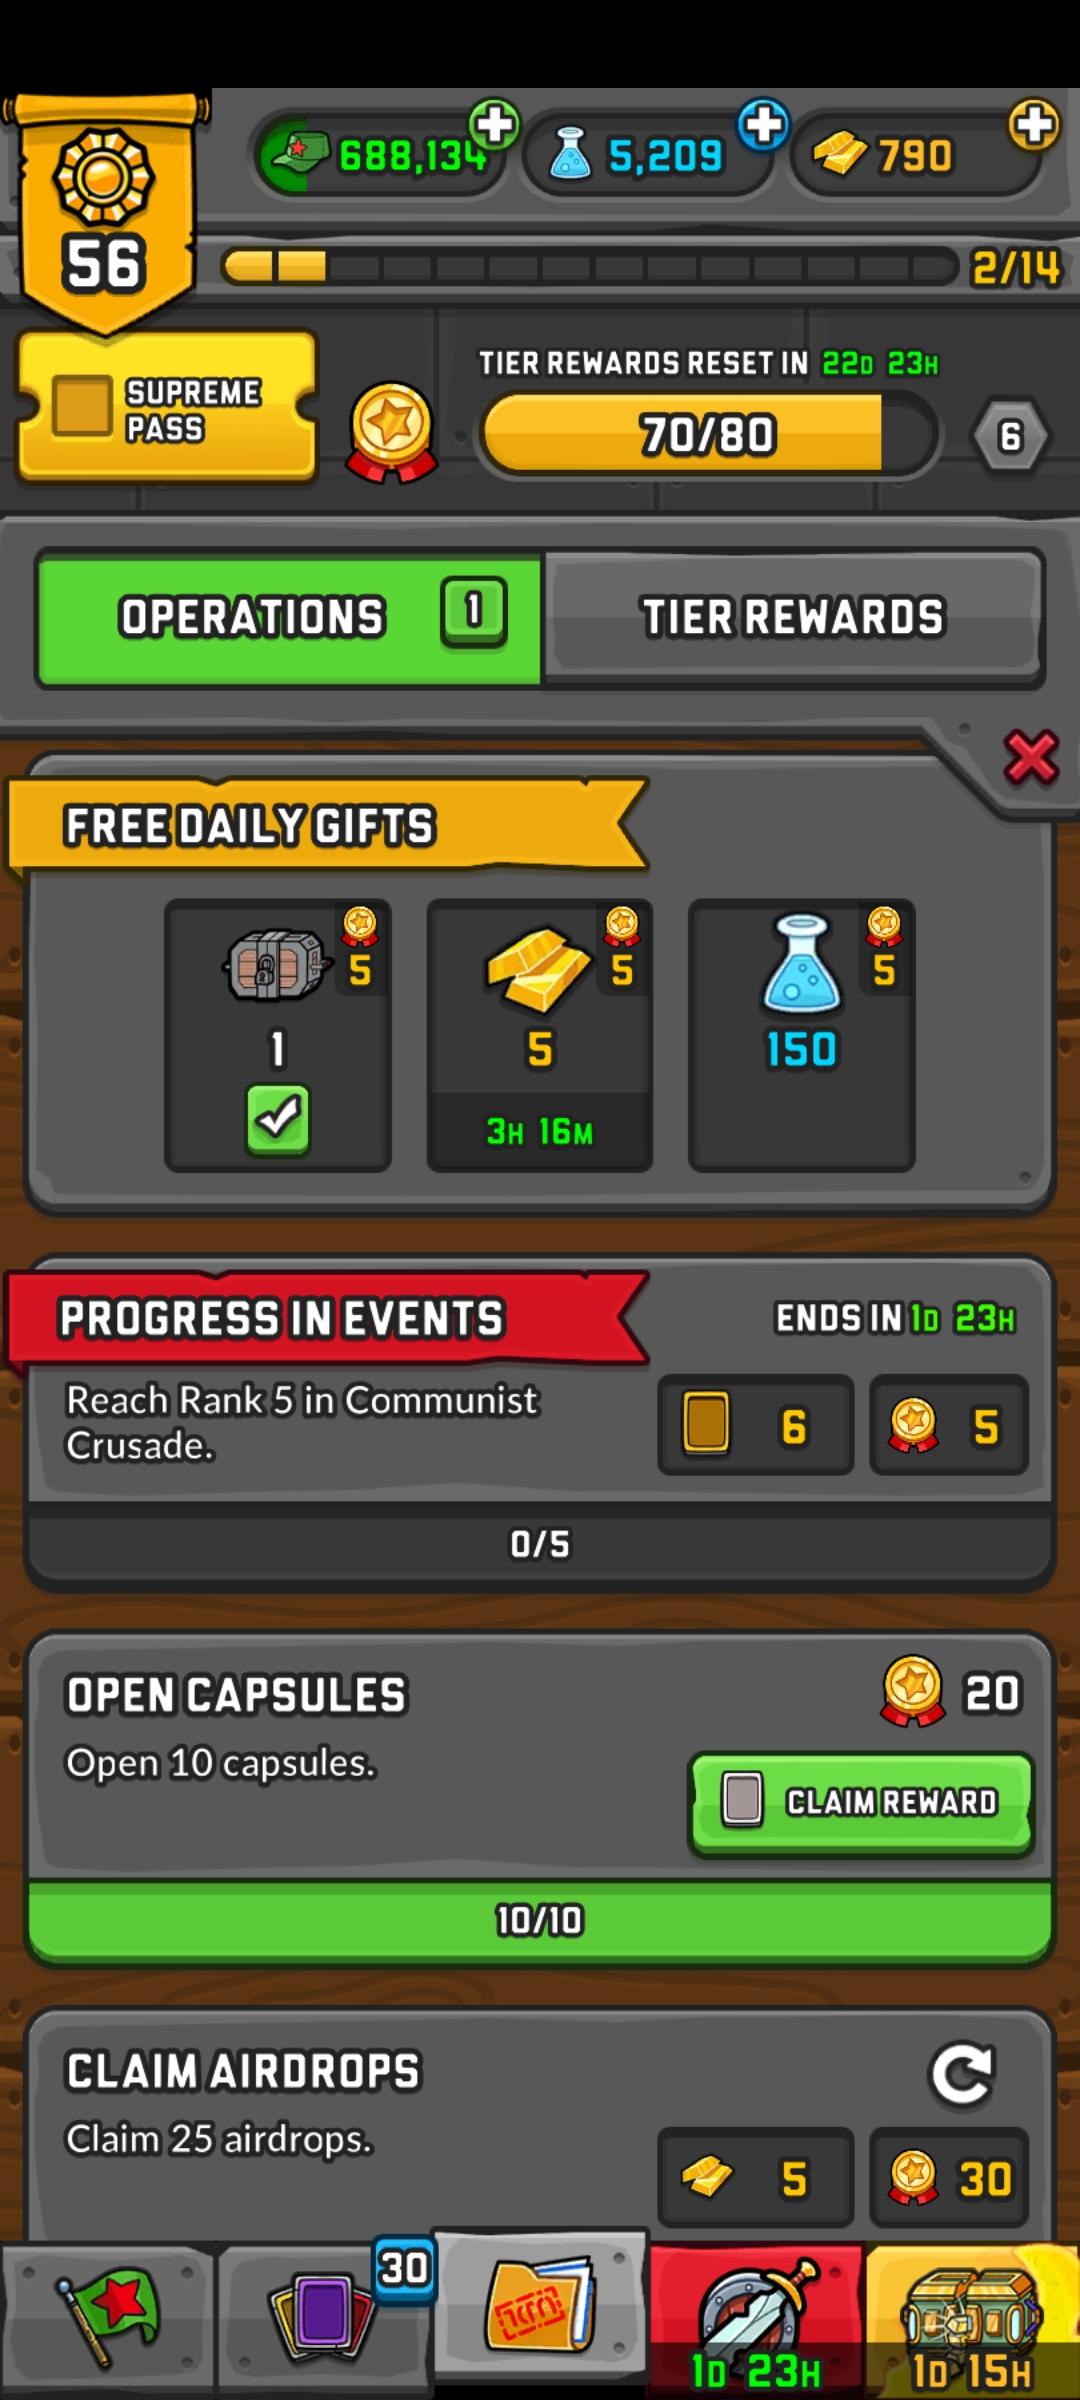 688,134
5,209
790
56
2/14
SUPREME
PASS
TIER REWARDS RESET IN 22D 23H
70/80
6
OPERATIONS 1
TIER REWARDS
FREE DAILY GIFTS
5
5
5
1
5
150
3H 16M
PROGRESS IN EVENTS
ENDS IN 1D 23H
Reach Rank 5 in Communist
Crusade.
6
5
0/5
OPEN CAPSULES
20
Open 10 capsules.
CLAIM REWARD
10/10
CLAIM AIRDROPS
Claim 25 airdrops.
5
30
30
1D 23H
1D 15H